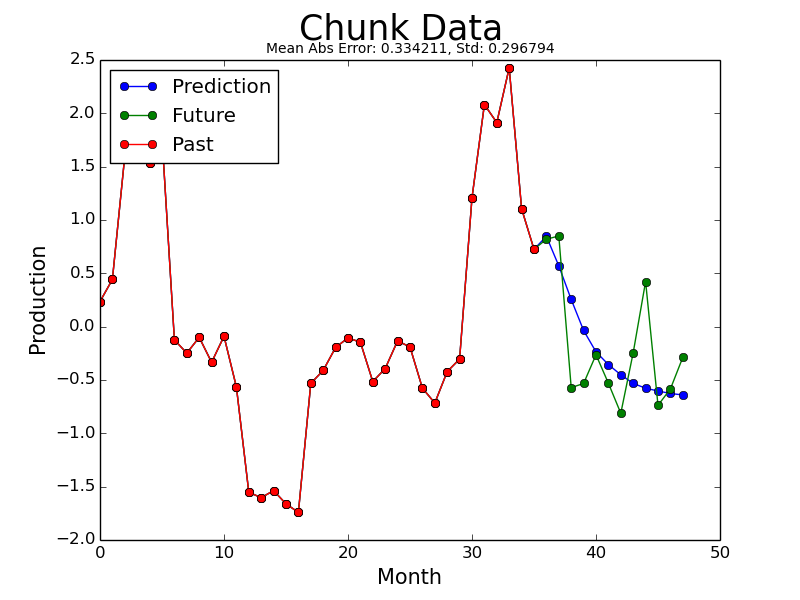 Chunk Data
Mean Abs Error: 0.334211, Std: 0.296794
Prediction
Future
Past
2.5
2.0
1.5
1.0
0.5
0.0
−0.5
−1.0
−1.5
−2.0
Production
0 10 20 30 40 50
Month